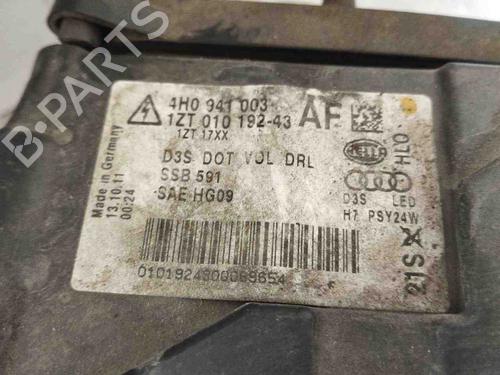 4H0 941 003
1ZT 010 192-43
AF
1ZT 17XX
D3S DOT VOL DRL
SSB 591
SAE HG09
HELLA
HLO
D3S LED
H7 PSY24W
21S
Made in Germany
13.10.11
00:24
B-PARTS